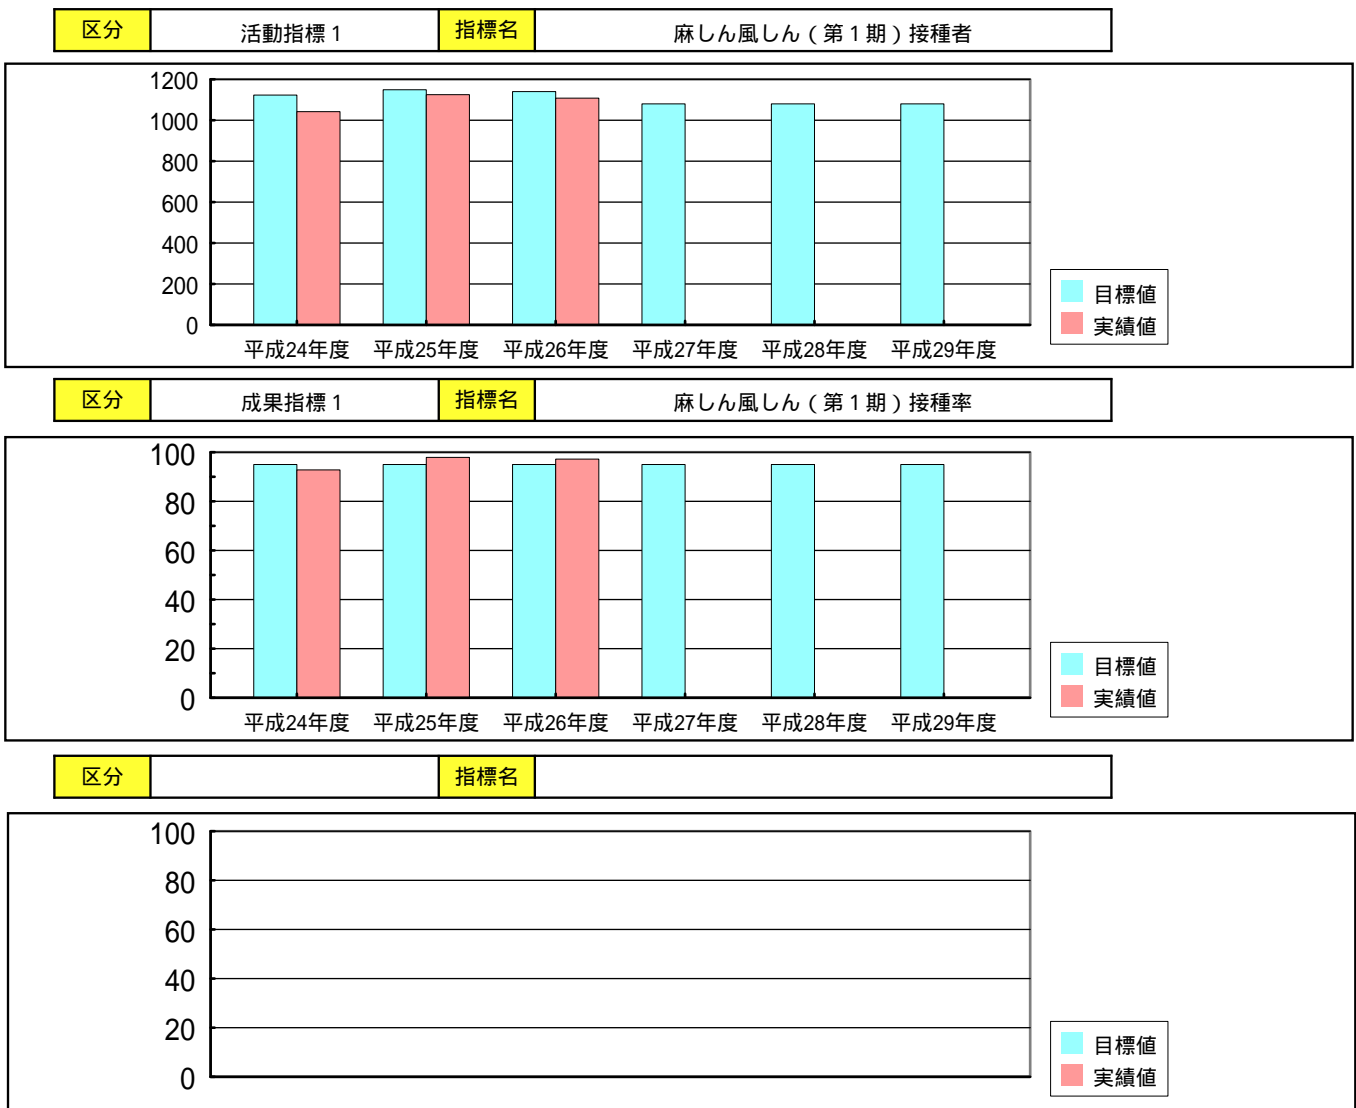 区分 活動指標１ 指標名 麻しん風しん（第１期）接種者
1200
1000
800
600
400
200
0
平成24年度 平成25年度 平成26年度 平成27年度 平成28年度 平成29年度
目標値
実績値
区分 成果指標１ 指標名 麻しん風しん（第１期）接種率
100
80
60
40
20
0
平成24年度 平成25年度 平成26年度 平成27年度 平成28年度 平成29年度
目標値
実績値
区分 指標名
100
80
60
40
20
0
目標値
実績値